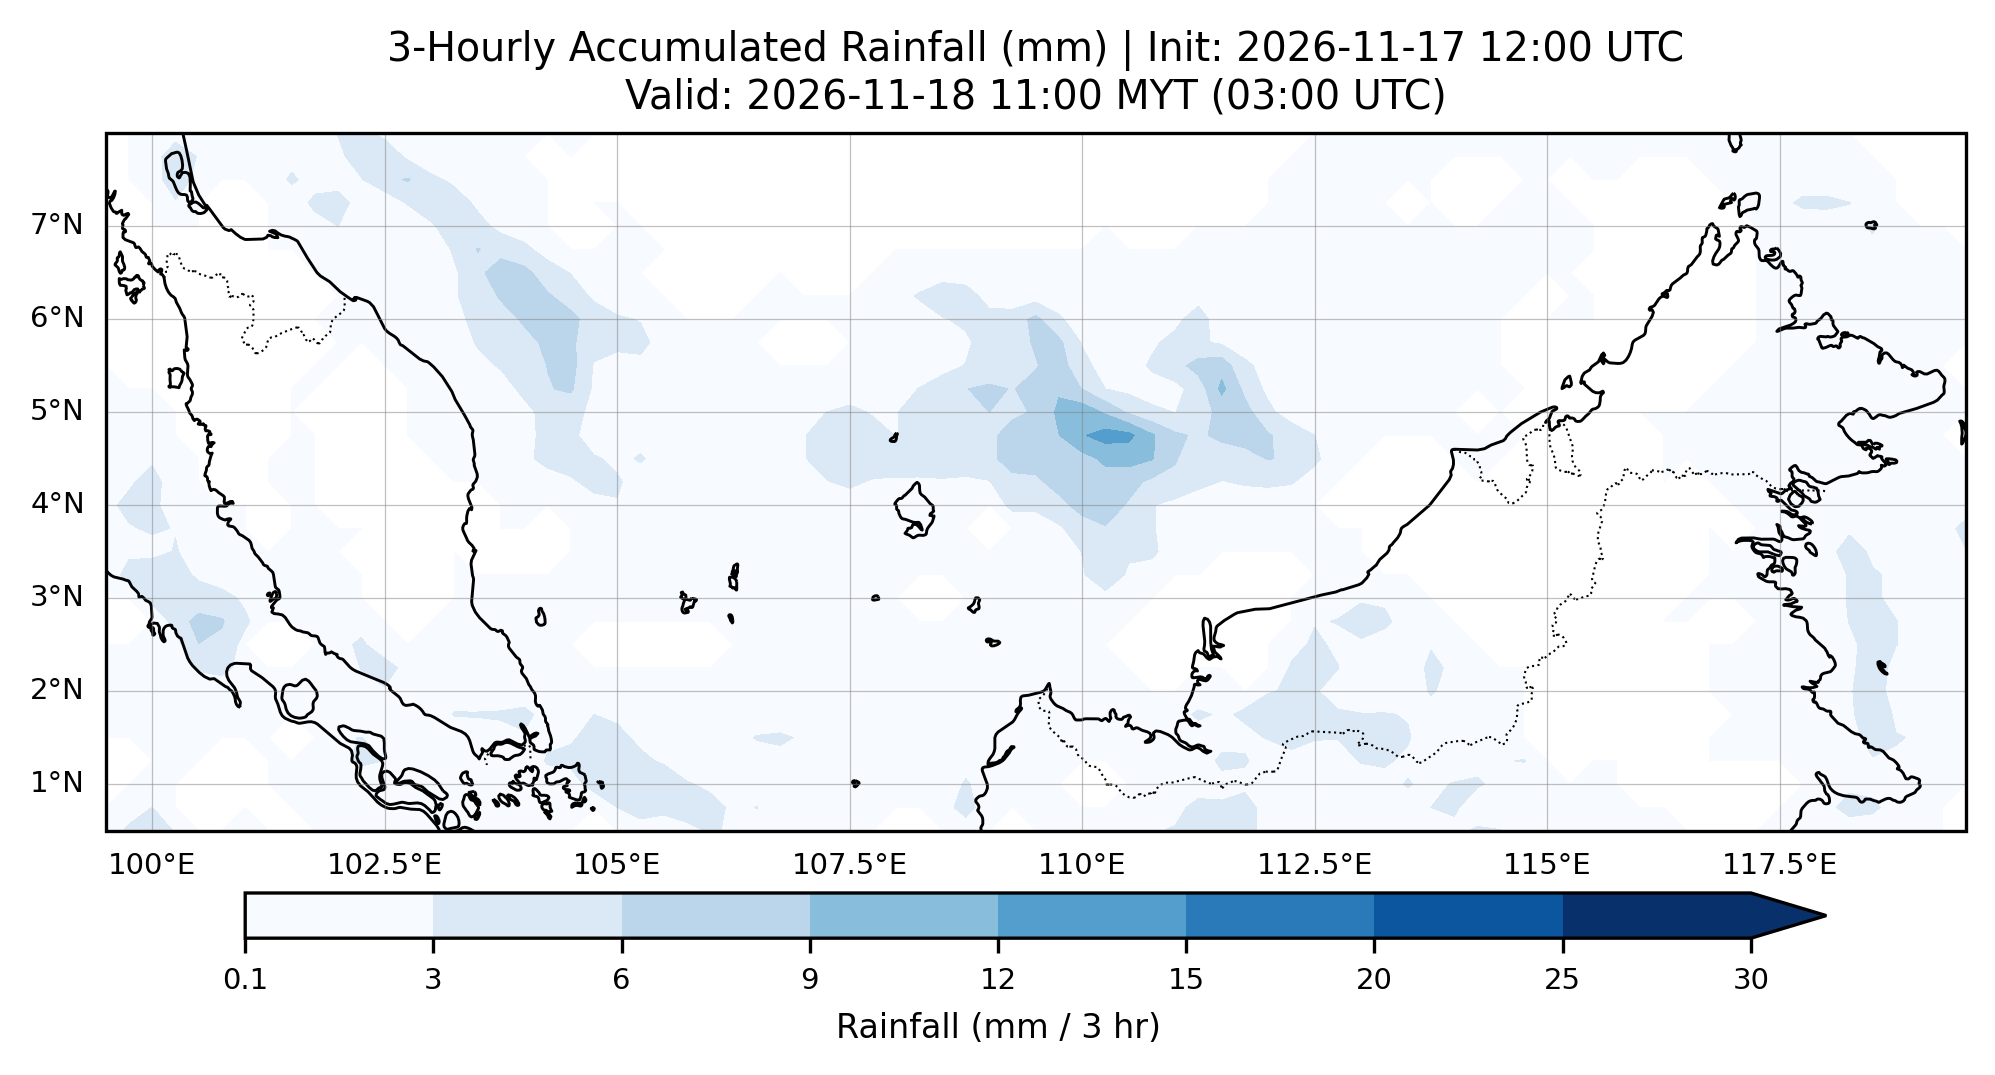 3-Hourly Accumulated Rainfall (mm) | Init: 2026-11-17 12:00 UTC
Valid: 2026-11-18 11:00 MYT (03:00 UTC)
7°N
6°N
5°N
4°N
3°N
2°N
1°N
100°E 102.5°E 105°E 107.5°E 110°E 112.5°E 115°E 117.5°E
0.1 3 6 9 12 15 20 25 30
Rainfall (mm / 3 hr)